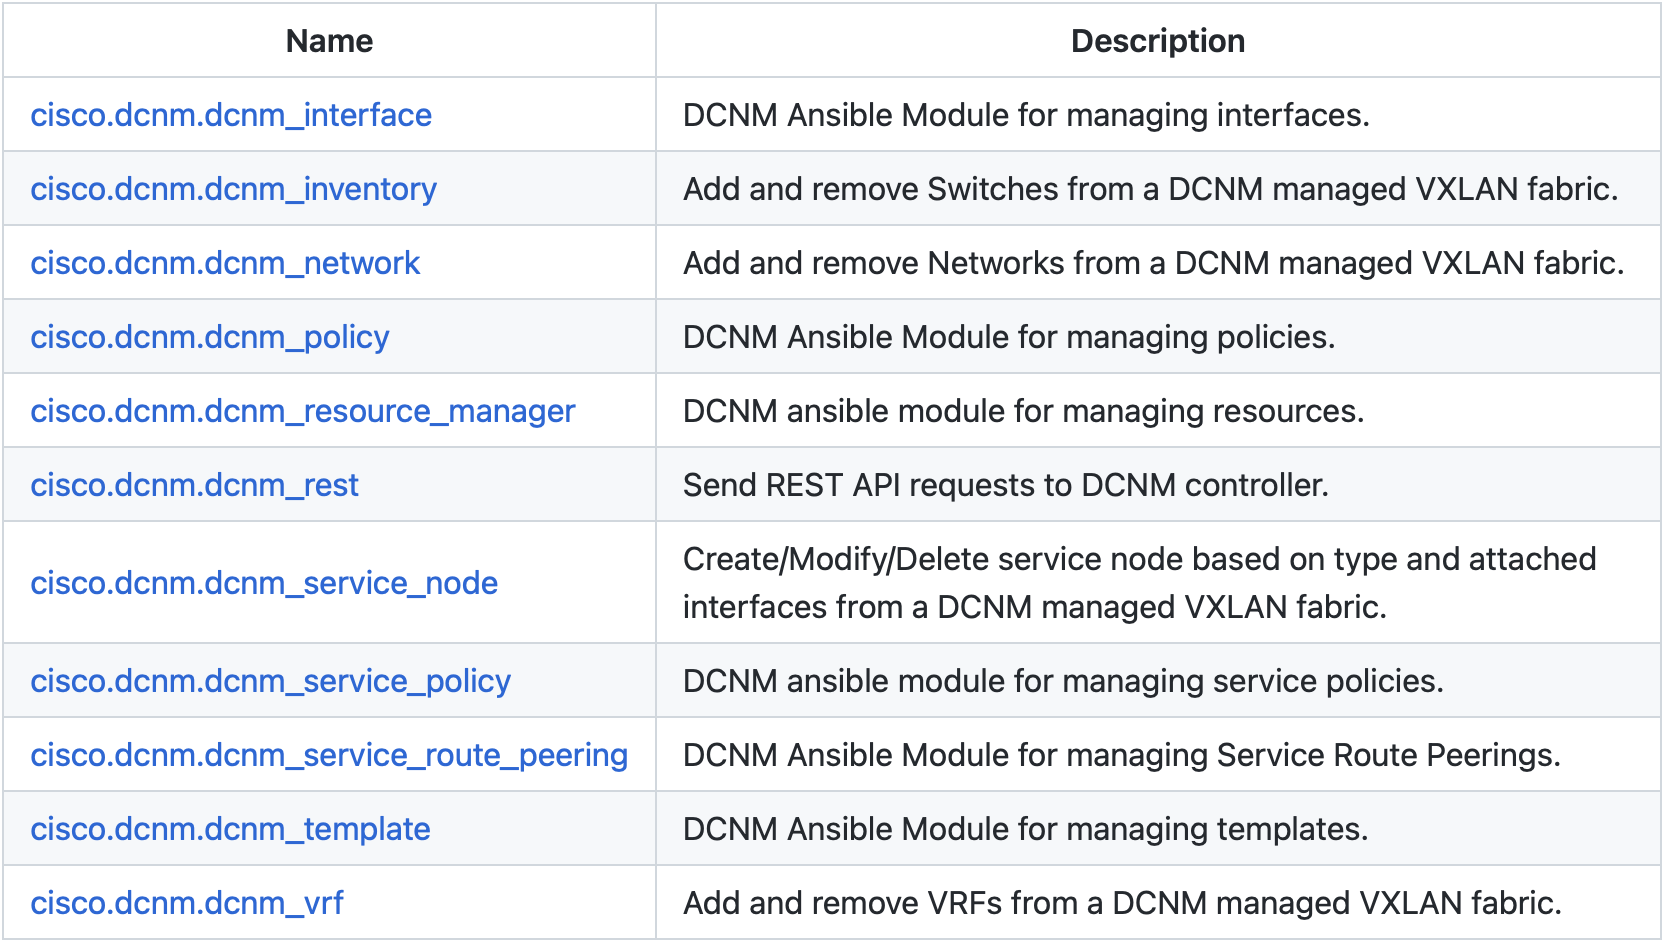 Name Description
cisco.dcnm.dcnm_interface DCNM Ansible Module for managing interfaces.
cisco.dcnm.dcnm_inventory Add and remove Switches from a DCNM managed VXLAN fabric.
cisco.dcnm.dcnm_network Add and remove Networks from a DCNM managed VXLAN fabric.
cisco.dcnm.dcnm_policy DCNM Ansible Module for managing policies.
cisco.dcnm.dcnm_resource_manager DCNM ansible module for managing resources.
cisco.dcnm.dcnm_rest Send REST API requests to DCNM controller.
cisco.dcnm.dcnm_service_node Create/Modify/Delete service node based on type and attached
interfaces from a DCNM managed VXLAN fabric.
cisco.dcnm.dcnm_service_policy DCNM ansible module for managing service policies.
cisco.dcnm.dcnm_service_route_peering DCNM Ansible Module for managing Service Route Peerings.
cisco.dcnm.dcnm_template DCNM Ansible Module for managing templates.
cisco.dcnm.dcnm_vrf Add and remove VRFs from a DCNM managed VXLAN fabric.